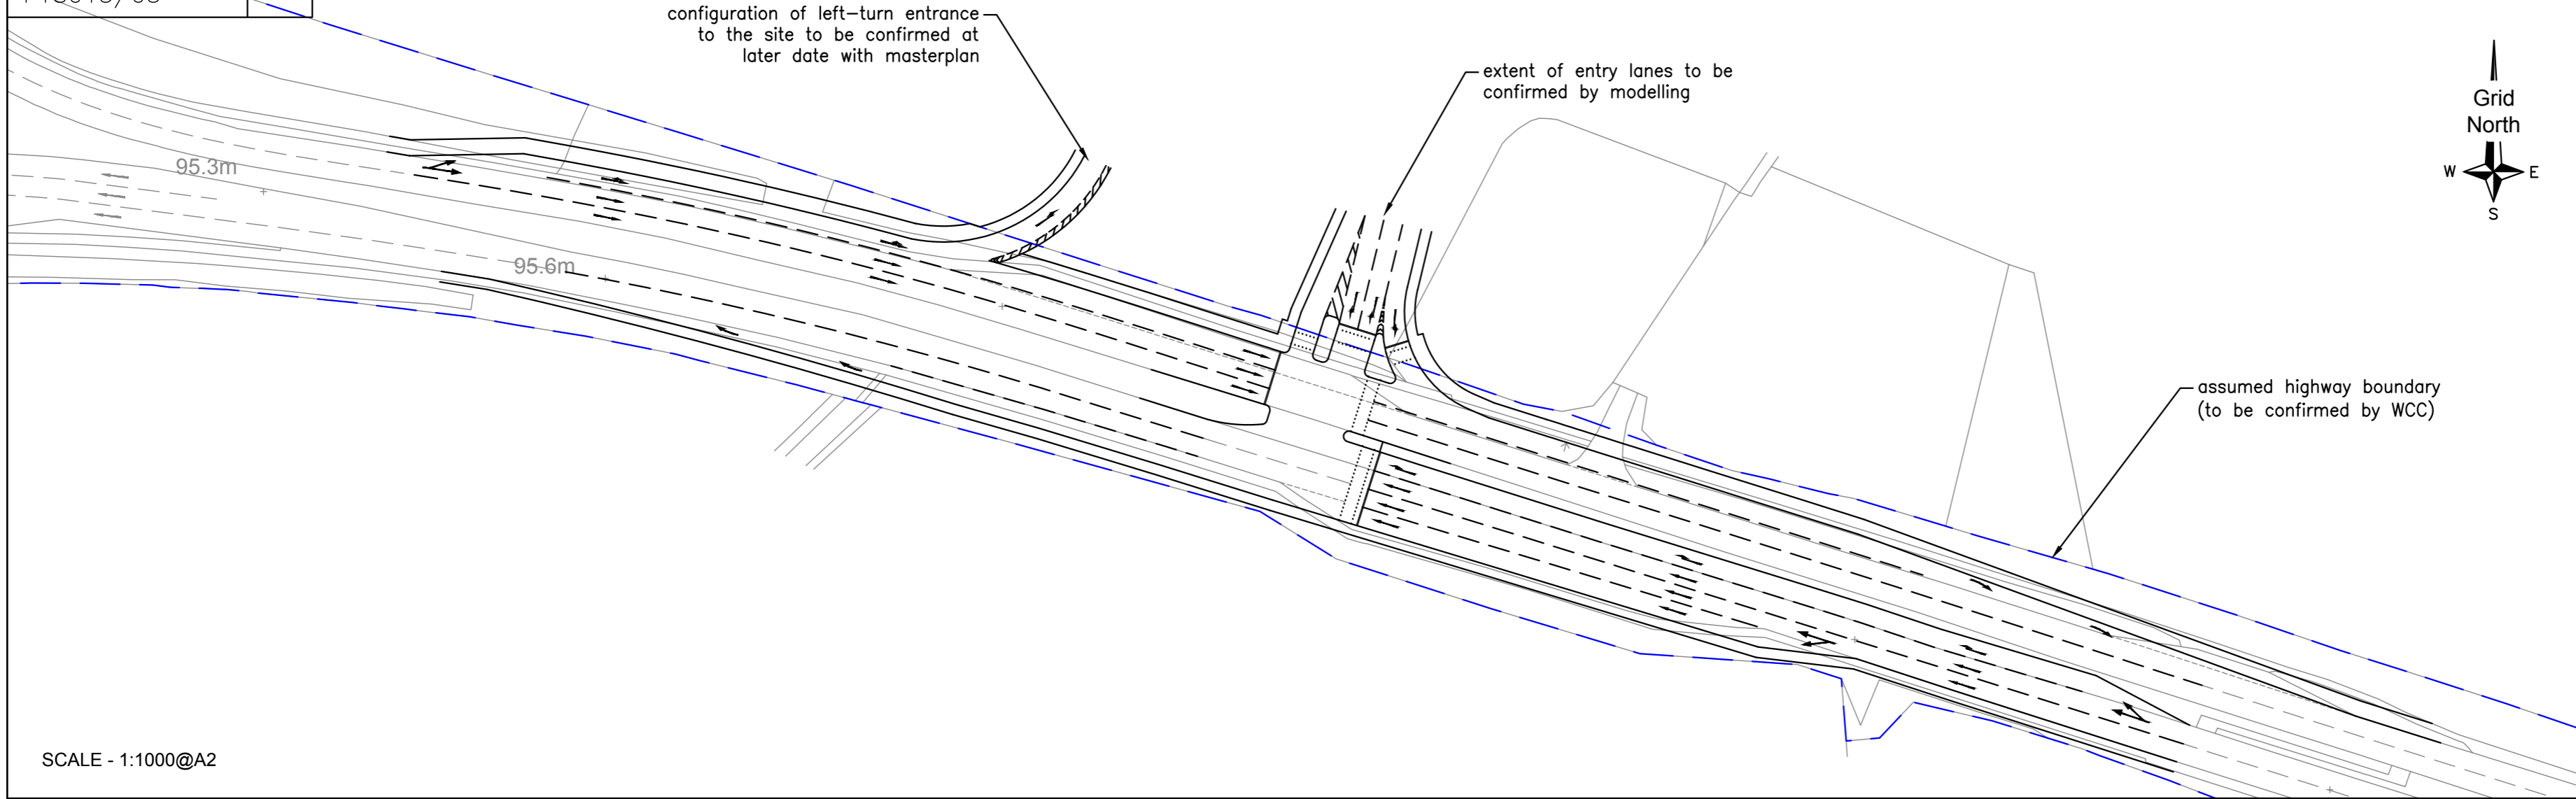 configuration of left-turn entrance
to the site to be confirmed at
later date with masterplan
extent of entry lanes to be
confirmed by modelling
Grid
North
W
E
S
95.3m
95.6m
assumed highway boundary
(to be confirmed by WCC)
SCALE - 1:1000@A2